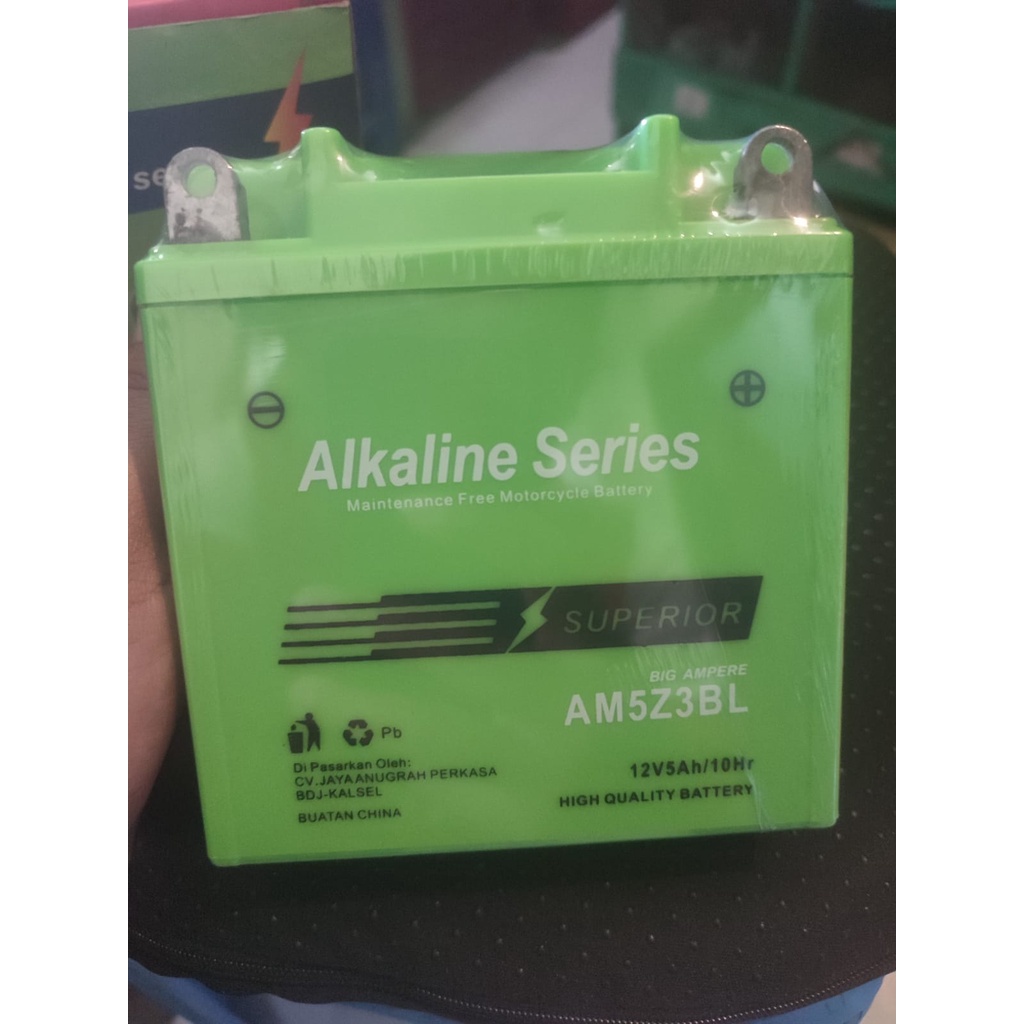 Alkaline Series
Maintenance Free Motorcycle Battery
SUPERIOR
BIG AMPERE
AM5Z3BL
Pb
Di Pasarkan Oleh:
CV.JAYA ANUGRAH PERKASA
BDJ-KALSEL
BUATAN CHINA
12V5Ah/10Hr
HIGH QUALITY BATTERY